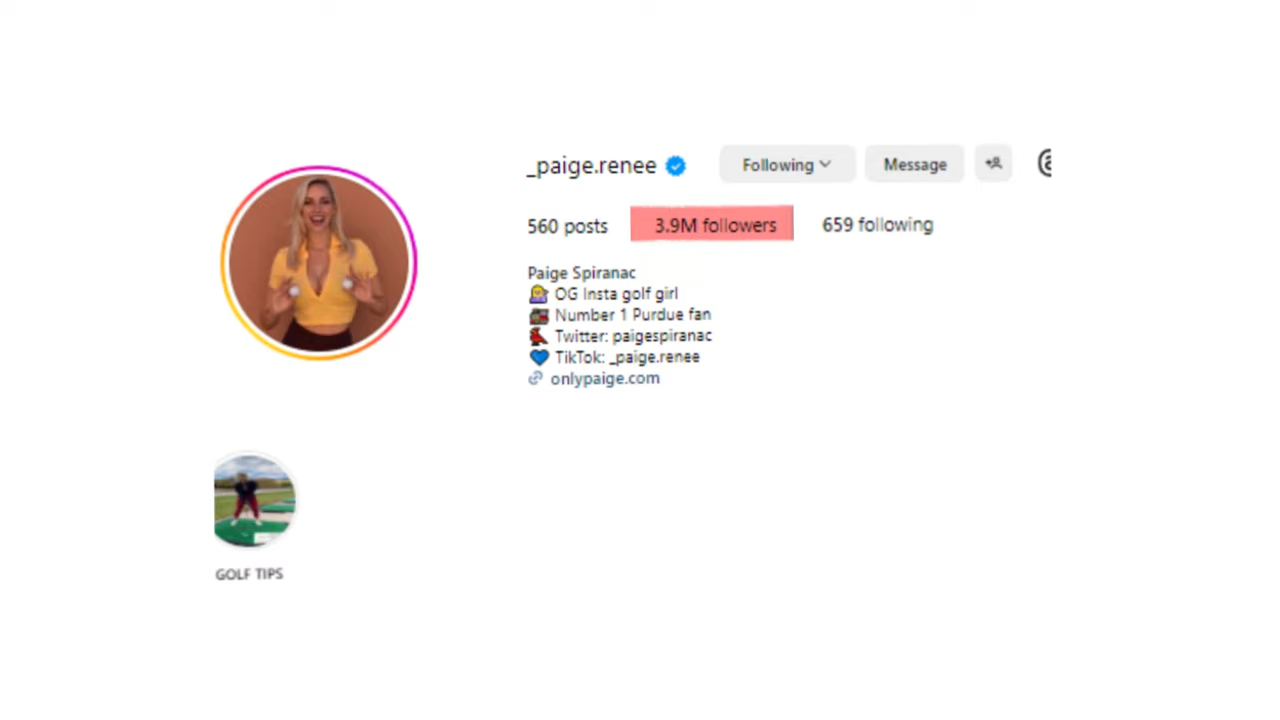 _paige.renee Following Message
560 posts 3.9M followers 659 following
Paige Spiranac
OG Insta golf girl
Number 1 Purdue fan
Twitter: paigespiranac
TikTok: _paige.renee
onlypaige.com
GOLF TIPS